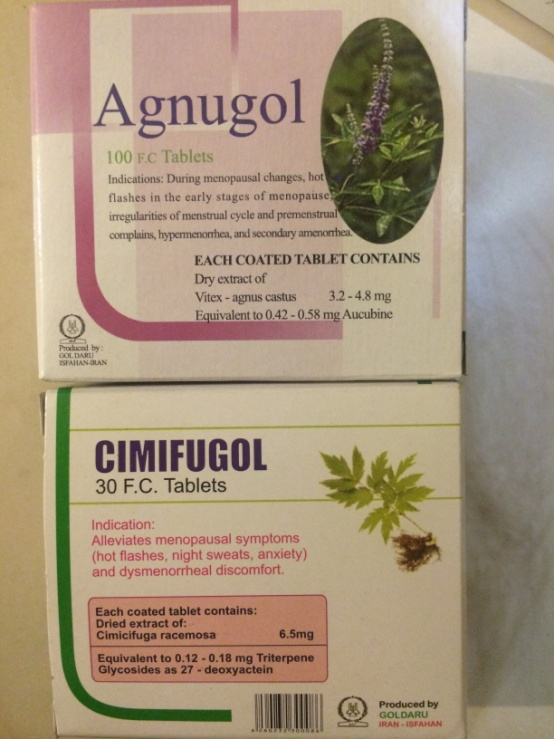 Agnugol
100 F.C Tablets
Indications: During menopausal changes, hot
flashes in the early stages of menopause,
irregularities of menstrual cycle and premenstrual
complains, hypermenorrhea, and secondary amenorrhea.
EACH COATED TABLET CONTAINS
Dry extract of
Vitex - agnus castus 3.2 - 4.8 mg
Equivalent to 0.42 - 0.58 mg Aucubine
Produced by :
GOL DARU
ISFAHAN-IRAN
CIMIFUGOL
30 F.C. Tablets
Indication:
Alleviates menopausal symptoms
(hot flashes, night sweats, anxiety)
and dysmenorrheal discomfort.
Each coated tablet contains:
Dried extract of:
Cimicifuga racemosa 6.5mg
Equivalent to 0.12 - 0.18 mg Triterpene
Glycosides as 27 - deoxyactein
Produced by
GOLDARU
IRAN - ISFAHAN